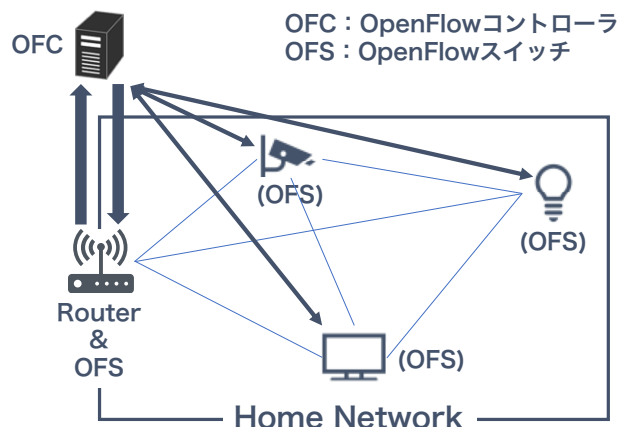 OFC：OpenFlowコントローラ
OFS：OpenFlowスイッチ
OFC
(OFS)
(OFS)
Router
&
OFS
(OFS)
Home Network